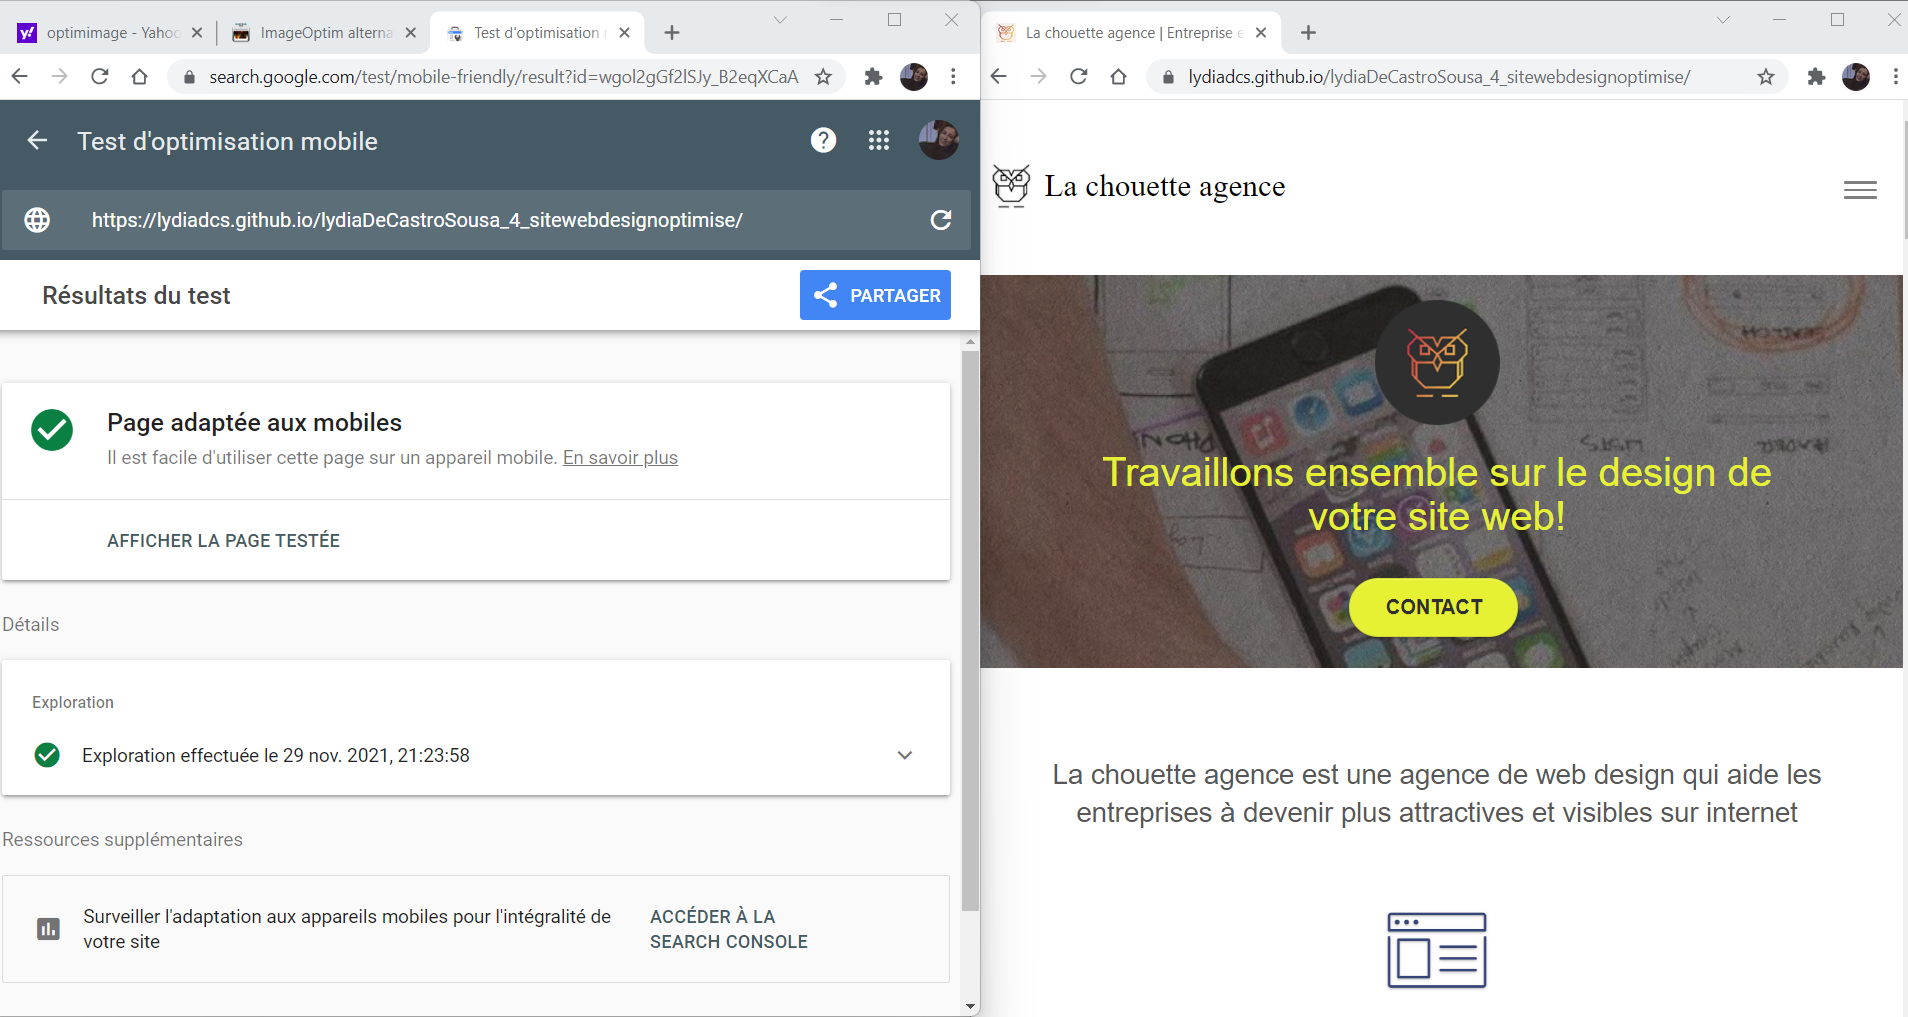 optimimage - Yahoo
ImageOptim alterna
Test d'optimisation
search.google.com/test/mobile-friendly/result?id=wgol2gGf2lSJy_B2eqXCaA
Test d'optimisation mobile
https://lydiadcs.github.io/lydiaDeCastroSousa_4_sitewebdesignoptimise/
Résultats du test
PARTAGER
Page adaptée aux mobiles
Il est facile d'utiliser cette page sur un appareil mobile. En savoir plus
AFFICHER LA PAGE TESTÉE
Détails
Exploration
Exploration effectuée le 29 nov. 2021, 21:23:58
Ressources supplémentaires
Surveiller l'adaptation aux appareils mobiles pour l'intégralité de
votre site
ACCÉDER À LA
SEARCH CONSOLE
La chouette agence | Entreprise e
lydiadcs.github.io/lydiaDeCastroSousa_4_sitewebdesignoptimise/
La chouette agence
Travaillons ensemble sur le design de
votre site web!
CONTACT
La chouette agence est une agence de web design qui aide les
entreprises à devenir plus attractives et visibles sur internet